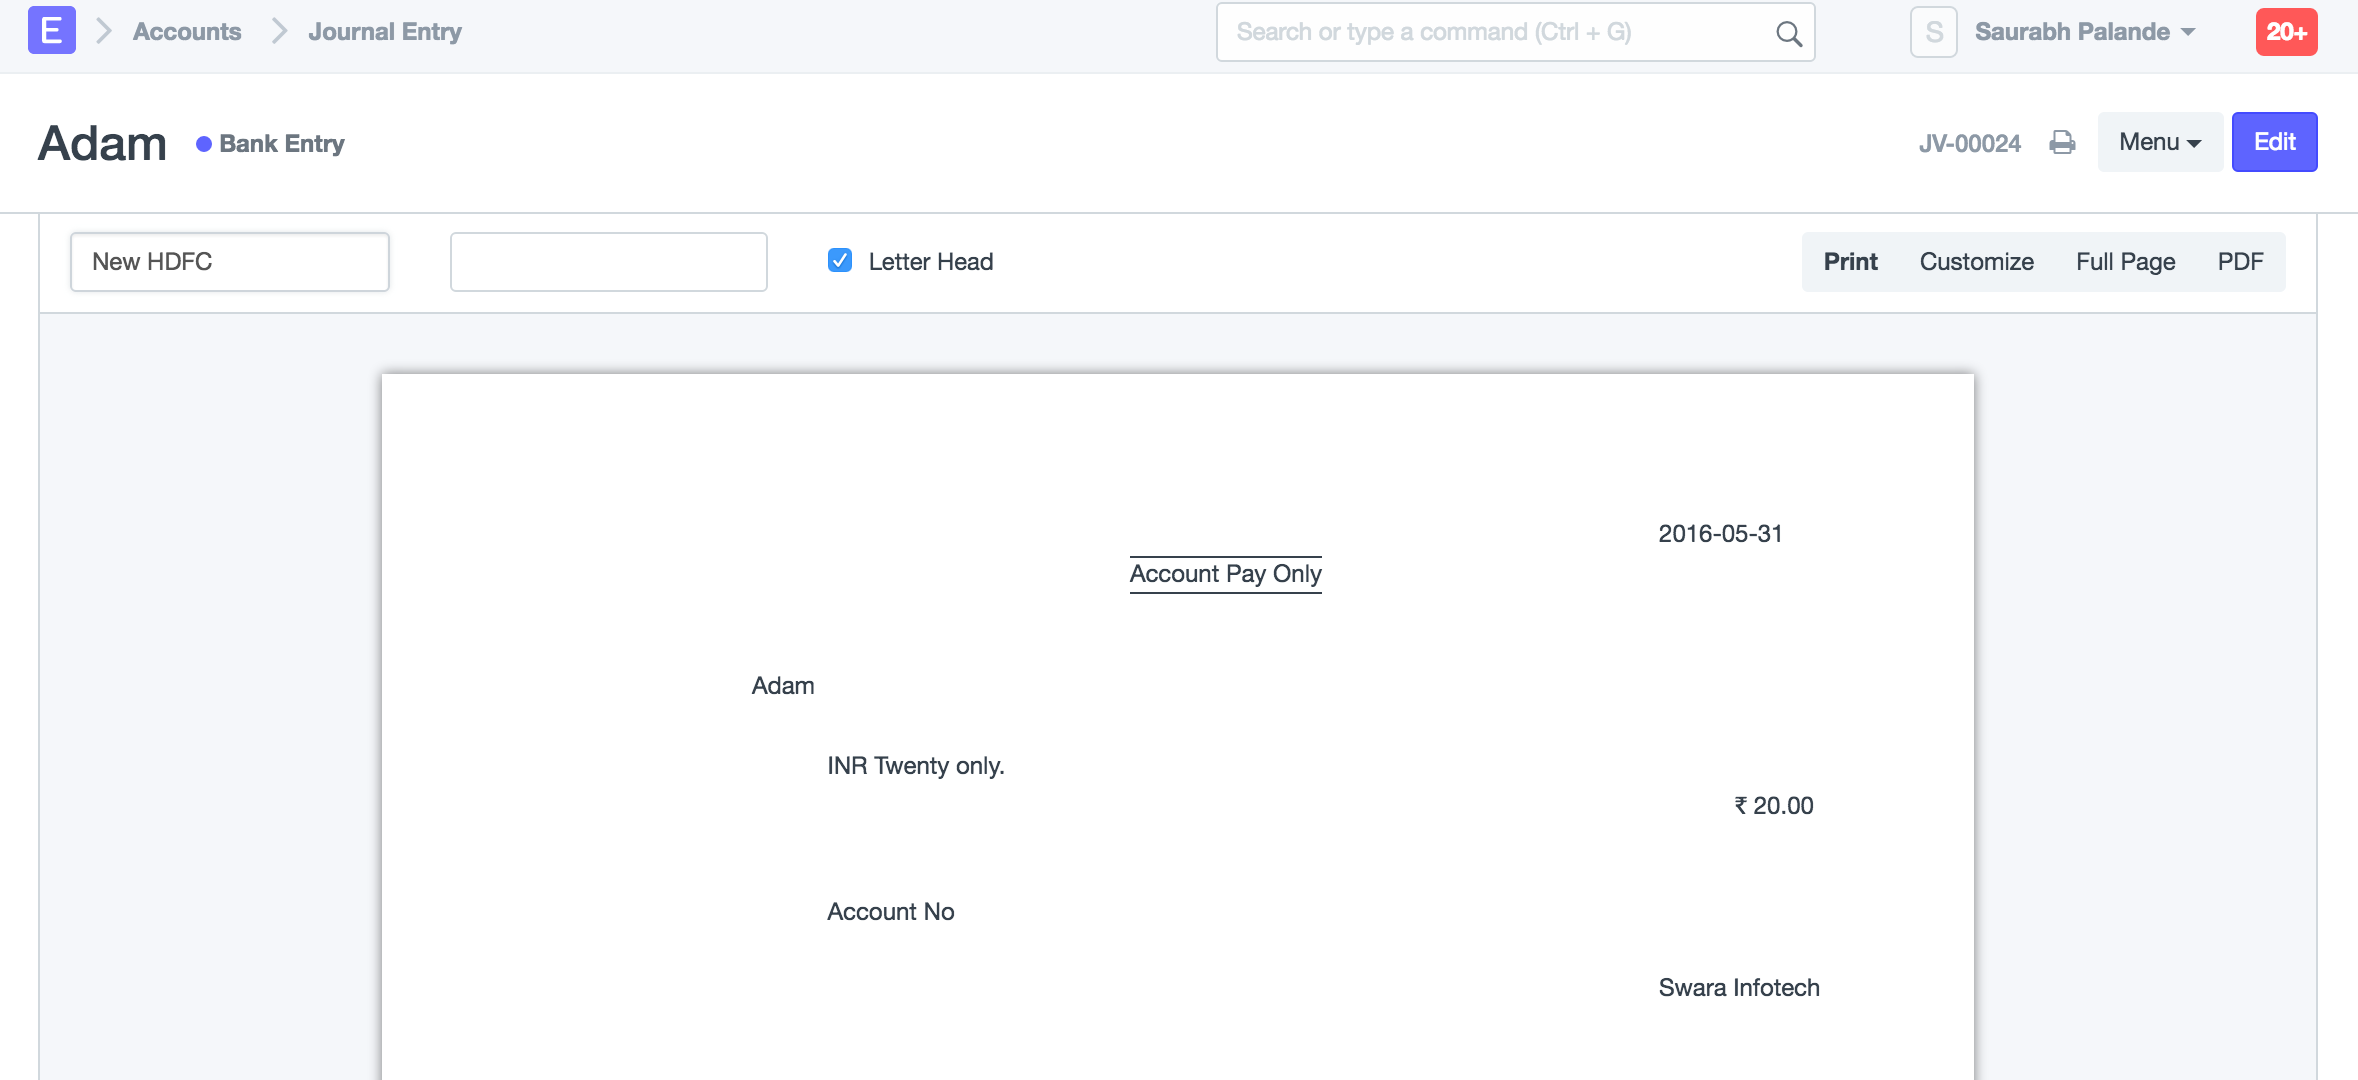 E Accounts Journal Entry Search or type a command (Ctrl + G) S Saurabh Palande 20+
Adam Bank Entry JV-00024 Menu Edit
New HDFC Letter Head Print Customize Full Page PDF
2016-05-31
Account Pay Only
Adam
INR Twenty only.
₹ 20.00
Account No
Swara Infotech